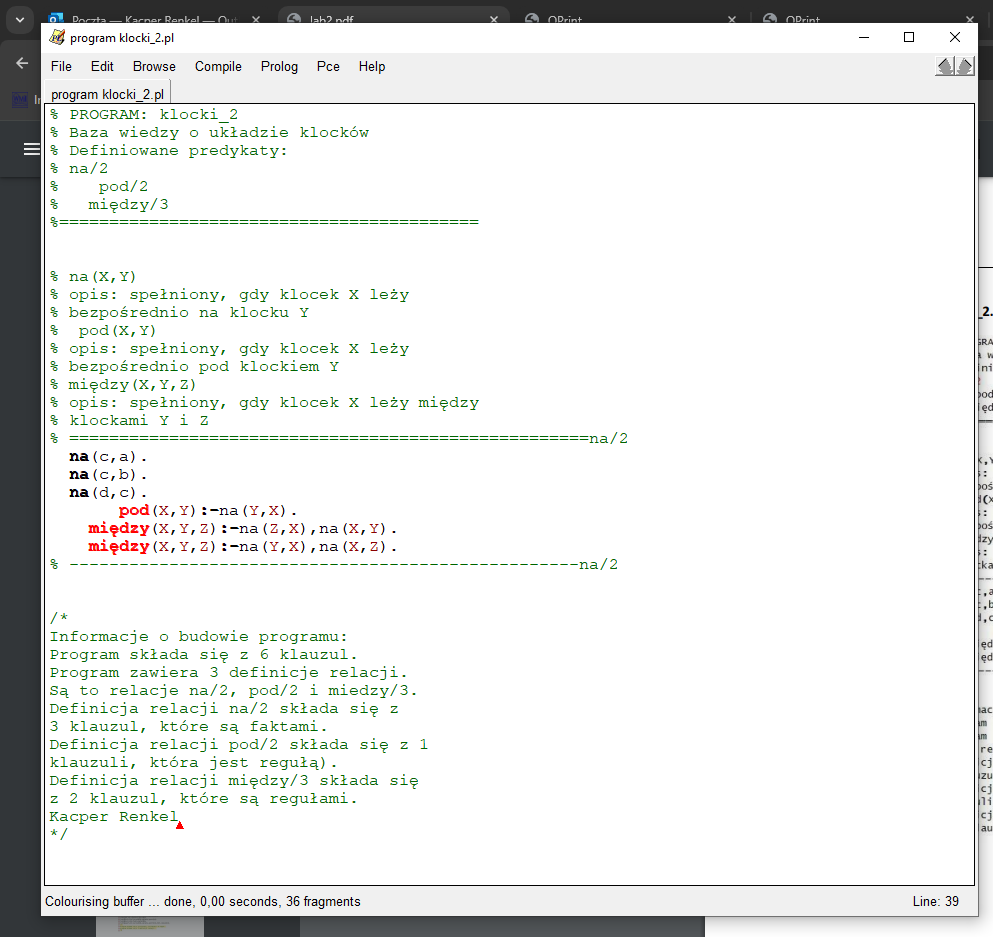 Poczta — Kacper Renkel — Out
lab2.pdf
QPrint
QPrint
program klocki_2.pl
File Edit Browse Compile Prolog Pce Help
program klocki_2.pl
% PROGRAM: klocki_2
% Baza wiedzy o układzie klocków
% Definiowane predykaty:
% na/2
% pod/2
% między/3
%==========================================
% na(X,Y)
% opis: spełniony, gdy klocek X leży
% bezpośrednio na klocku Y
% pod(X,Y)
% opis: spełniony, gdy klocek X leży
% bezpośrednio pod klockiem Y
% między(X,Y,Z)
% opis: spełniony, gdy klocek X leży między
% klockami Y i Z
% =======================================================na/2
na(c,a).
na(c,b).
na(d,c).
pod(X,Y):-na(Y,X).
między(X,Y,Z):-na(Z,X),na(X,Y).
między(X,Y,Z):-na(Y,X),na(X,Z).
% ---------------------------------------------------na/2
/*
Informacje o budowie programu:
Program składa się z 6 klauzul.
Program zawiera 3 definicje relacji.
Są to relacje na/2, pod/2 i miedzy/3.
Definicja relacji na/2 składa się z
3 klauzul, które są faktami.
Definicja relacji pod/2 składa się z 1
klauzuli, która jest regułą).
Definicja relacji między/3 składa się
z 2 klauzul, które są regułami.
Kacper Renkel
*/
Colourising buffer ... done, 0,00 seconds, 36 fragments Line: 39